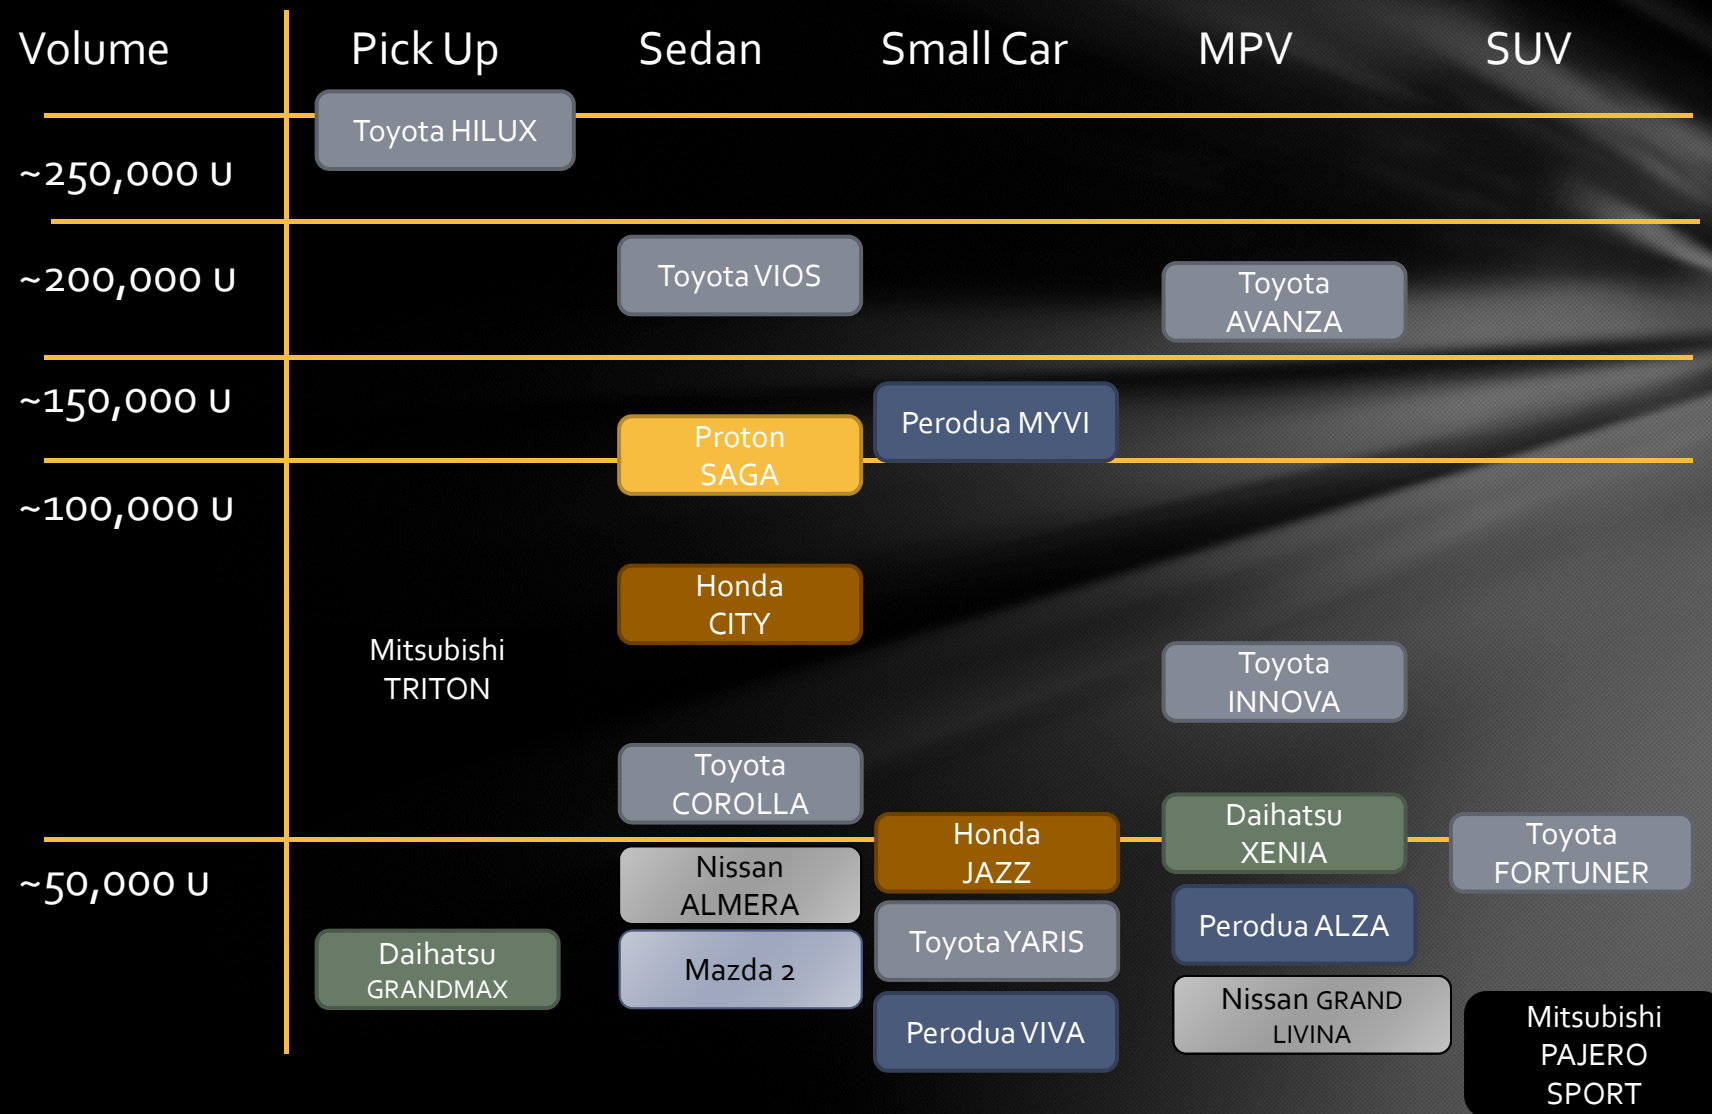 Volume
Pick Up
Sedan
Small Car
MPV
SUV
Toyota HILUX
~250,000 U
~200,000 U
Toyota VIOS
Toyota
AVANZA
~150,000 U
Proton
SAGA
Perodua MYVI
~100,000 U
Honda
CITY
Mitsubishi
TRITON
Toyota
INNOVA
Toyota
COROLLA
Honda
JAZZ
Daihatsu
XENIA
Toyota
FORTUNER
~50,000 U
Nissan
ALMERA
Daihatsu
GRANDMAX
Mazda 2
Toyota YARIS
Perodua ALZA
Perodua VIVA
Nissan GRAND
LIVINA
Mitsubishi
PAJERO
SPORT